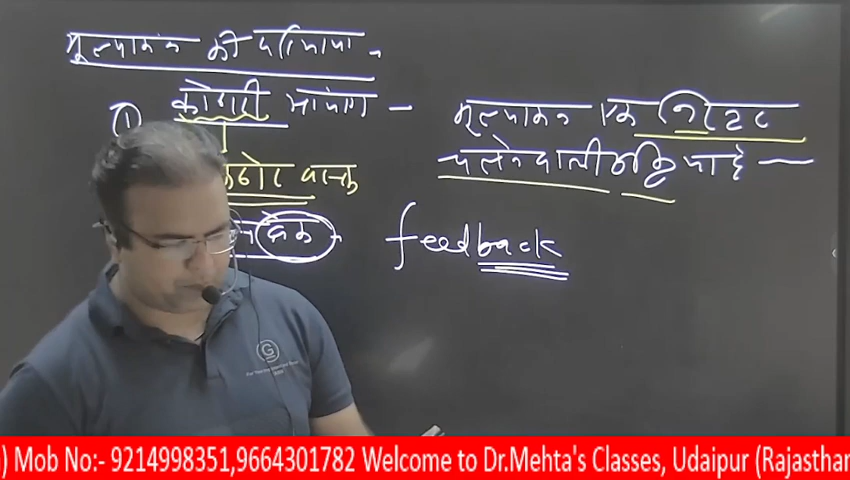 मूल्यांकन की परिभाषा -
① कोठारी आयोग - मूल्यांकन एक निरंतर
चलने वाली प्रक्रिया है —
feedback
G
) Mob No:- 9214998351,9664301782 Welcome to Dr.Mehta's Classes, Udaipur (Rajasthan